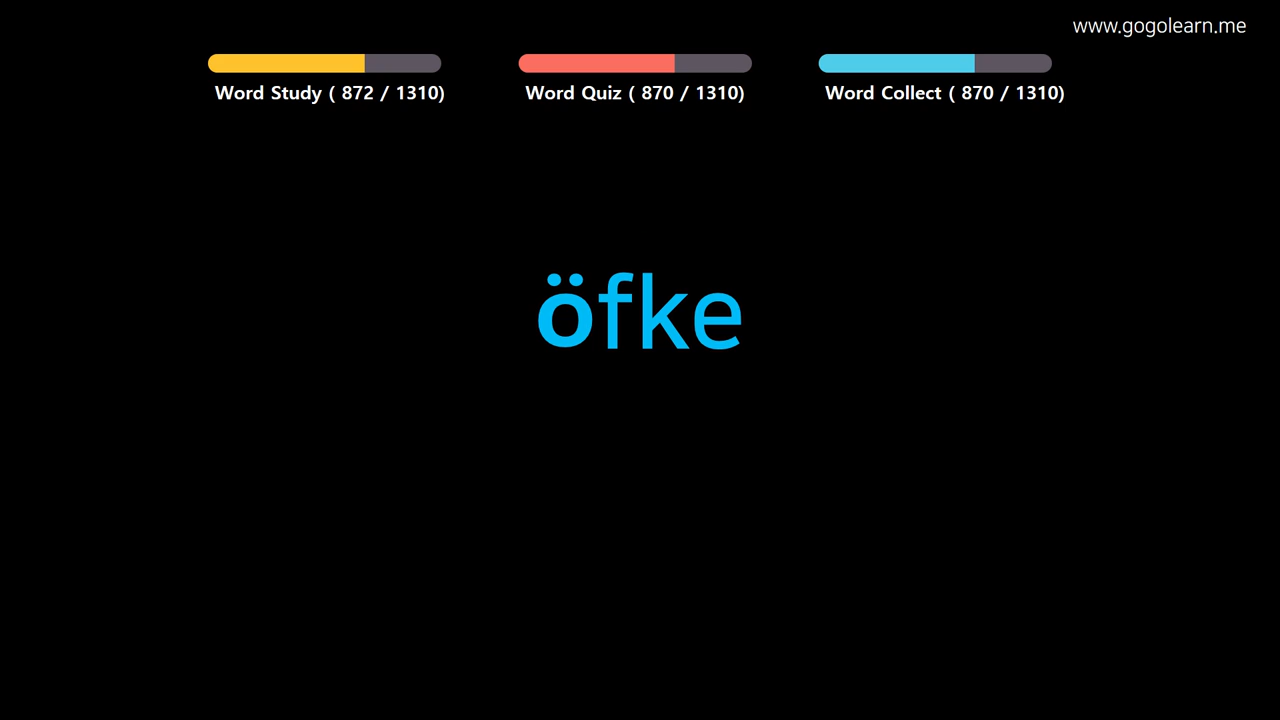 www.gogolearn.me
Word Study ( 872 / 1310)
Word Quiz ( 870 / 1310)
Word Collect ( 870 / 1310)
öfke